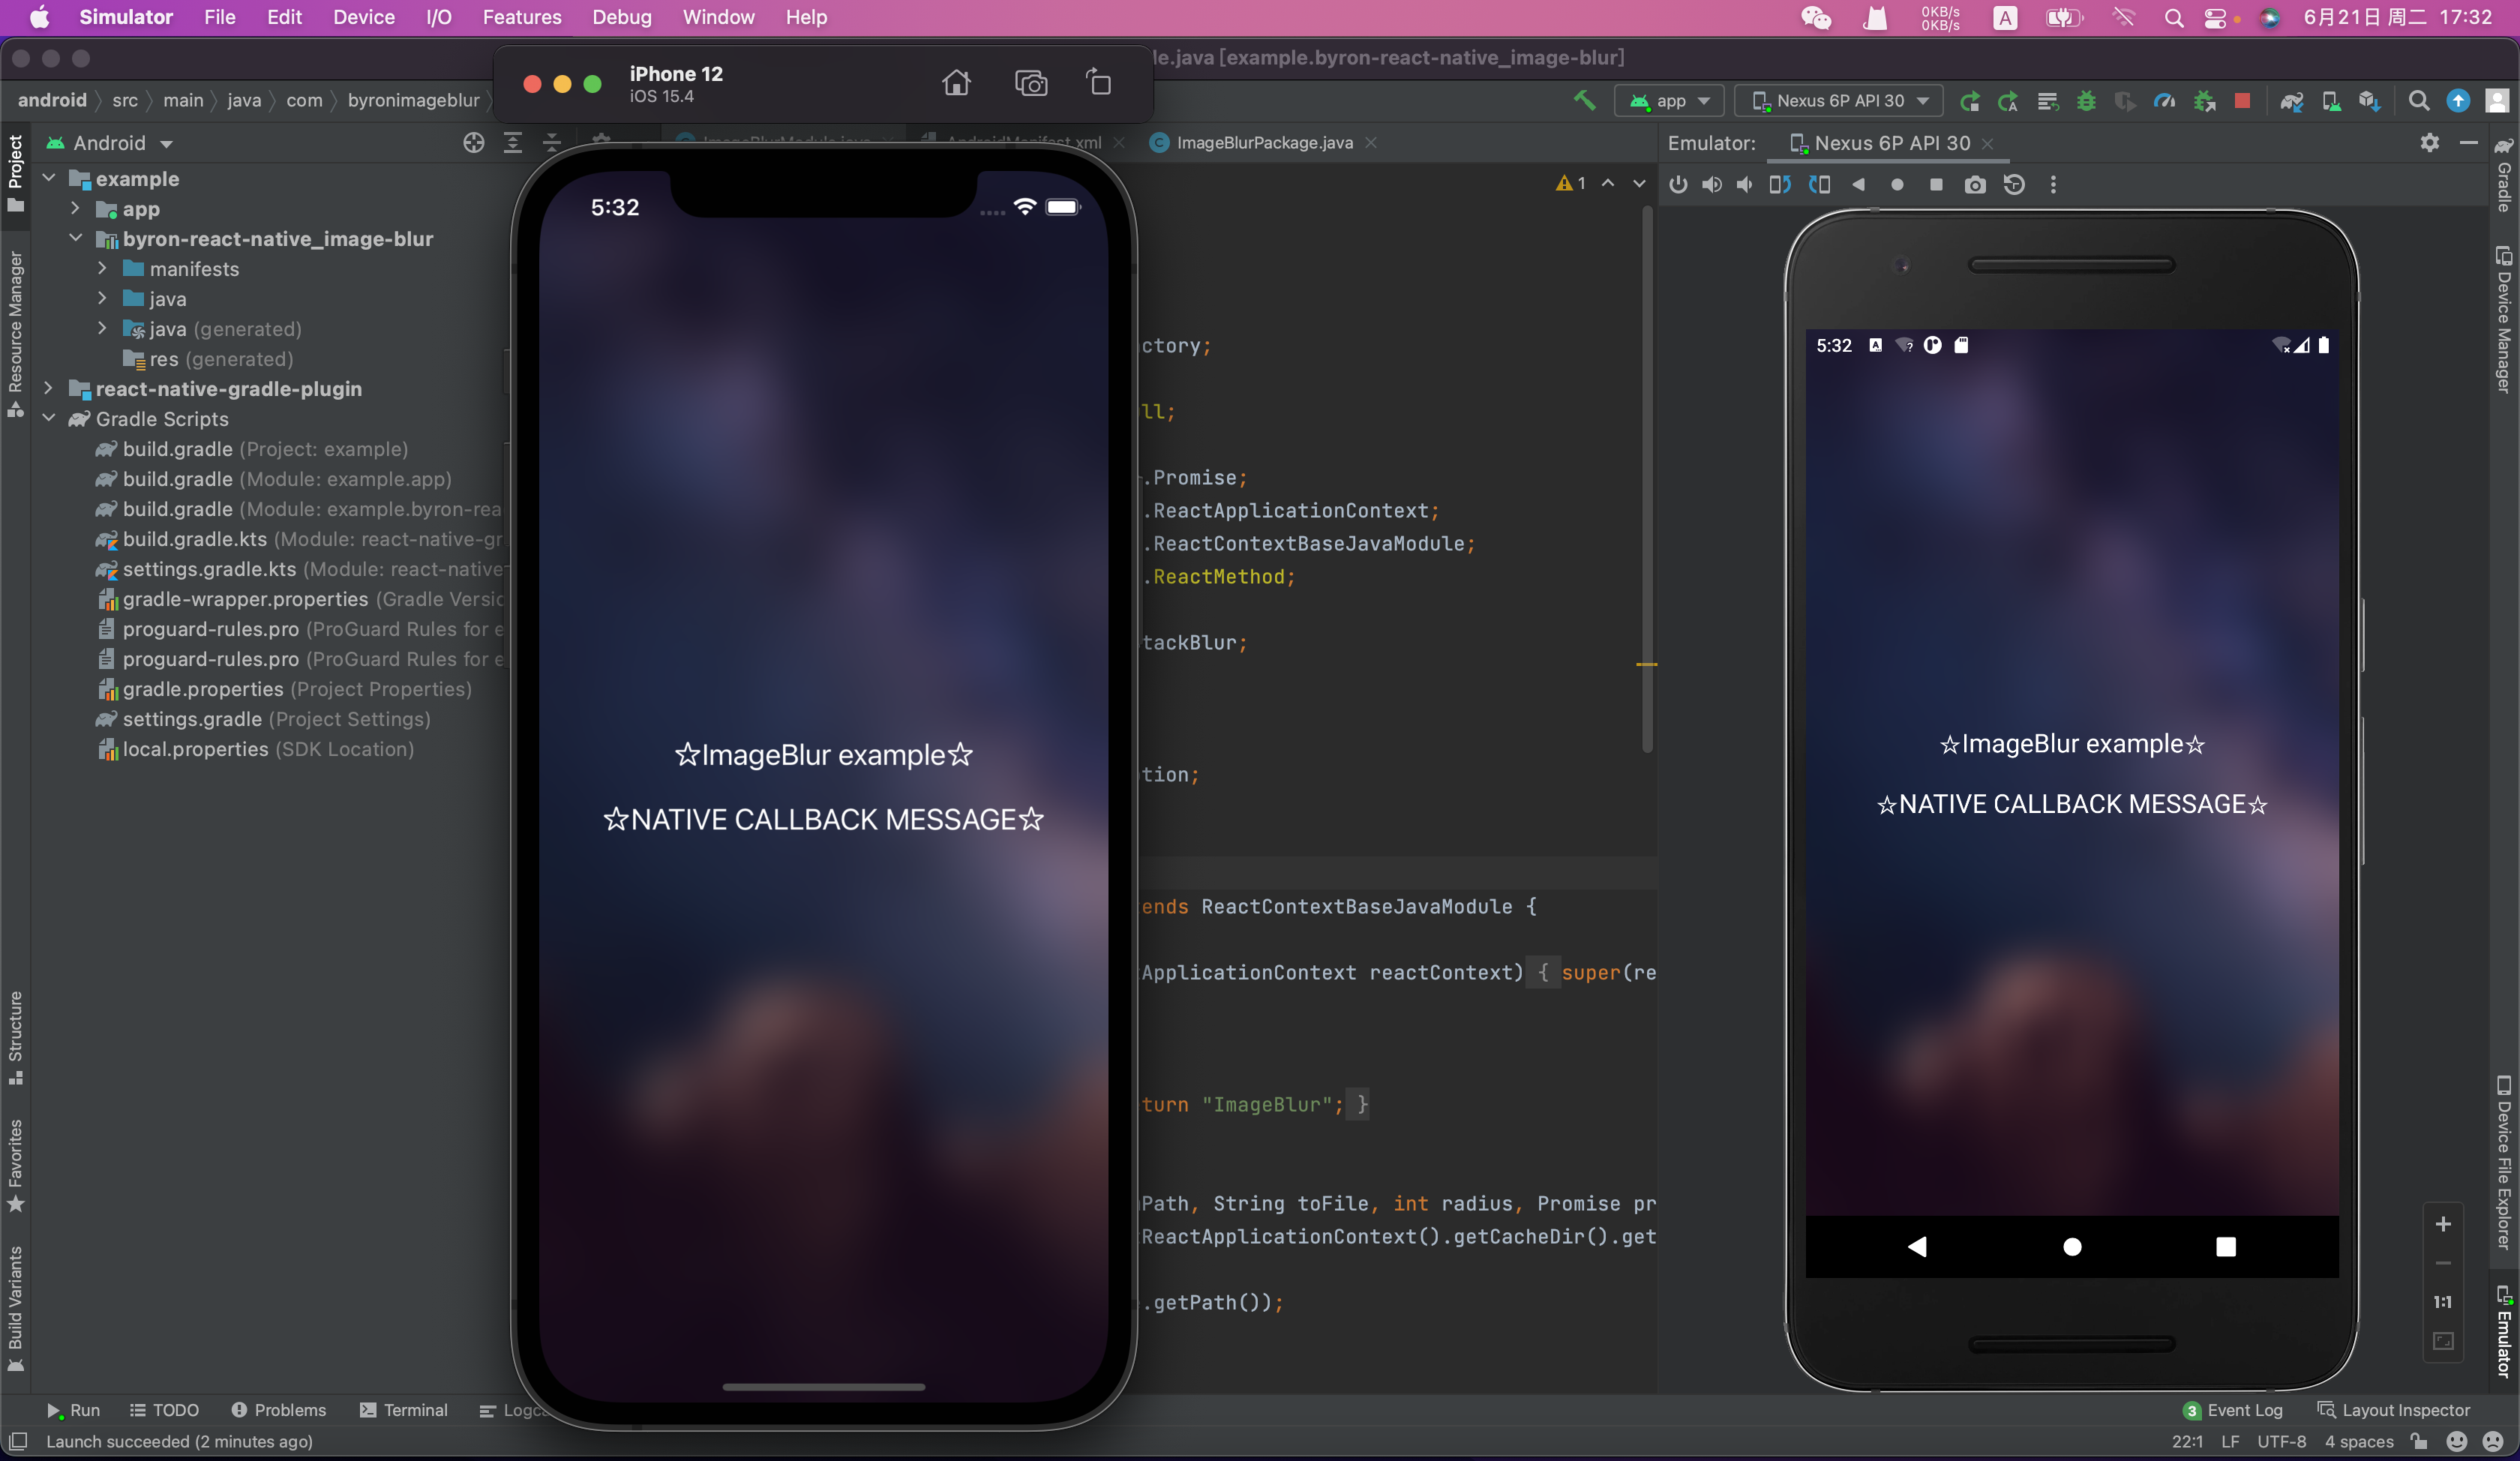 Simulator File Edit Device I/O Features Debug Window Help
0KB/s
0KB/s
A
6月21日 周二 17:32
le.java [example.byron-react-native_image-blur]
iPhone 12
iOS 15.4
android src main java com byronimageblur
app
Nexus 6P API 30
Android
ImageBlurModule.java
AndroidManifest.xml
ImageBlurPackage.java
Emulator: Nexus 6P API 30
Project
Resource Manager
Structure
Favorites
Build Variants
example
app
byron-react-native_image-blur
manifests
java
java (generated)
res (generated)
react-native-gradle-plugin
Gradle Scripts
build.gradle (Project: example)
build.gradle (Module: example.app)
build.gradle (Module: example.byron-rea
build.gradle.kts (Module: react-native-gr
settings.gradle.kts (Module: react-native-
gradle-wrapper.properties (Gradle Versio
proguard-rules.pro (ProGuard Rules for e
proguard-rules.pro (ProGuard Rules for e
gradle.properties (Project Properties)
settings.gradle (Project Settings)
local.properties (SDK Location)
5:32
☆ImageBlur example☆
☆NATIVE CALLBACK MESSAGE☆
1
ctory;
ll;
.Promise;
.ReactApplicationContext;
.ReactContextBaseJavaModule;
.ReactMethod;
tackBlur;
tion;
ends ReactContextBaseJavaModule {
ApplicationContext reactContext) { super(re
turn "ImageBlur"; }
Path, String toFile, int radius, Promise pr
ReactApplicationContext().getCacheDir().get
.getPath());
5:32
☆ImageBlur example☆
☆NATIVE CALLBACK MESSAGE☆
1:1
Gradle
Device Manager
Device File Explorer
Emulator
Run TODO Problems Terminal Logc
3 Event Log Layout Inspector
Launch succeeded (2 minutes ago)
22:1 LF UTF-8 4 spaces